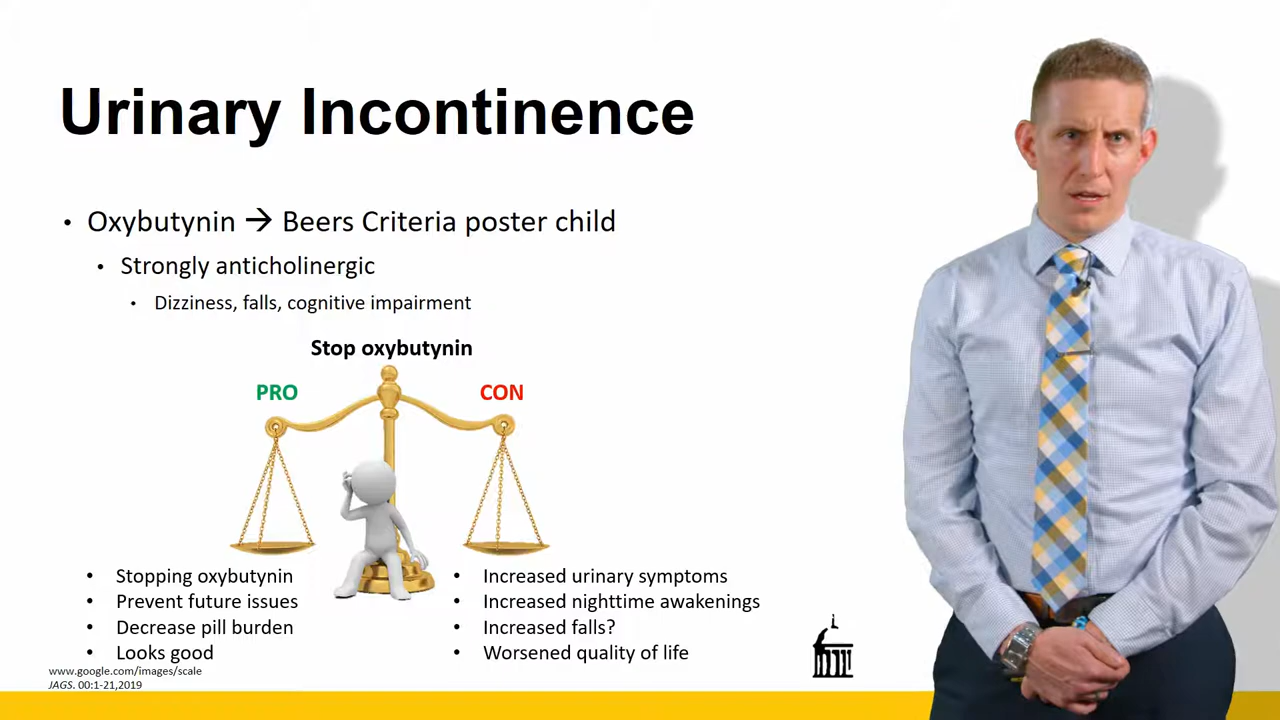 Urinary Incontinence
• Oxybutynin → Beers Criteria poster child
• Strongly anticholinergic
• Dizziness, falls, cognitive impairment
Stop oxybutynin
PRO
CON
• Stopping oxybutynin
• Prevent future issues
• Decrease pill burden
• Looks good
• Increased urinary symptoms
• Increased nighttime awakenings
• Increased falls?
• Worsened quality of life
www.google.com/images/scale
JAGS. 00:1-21,2019